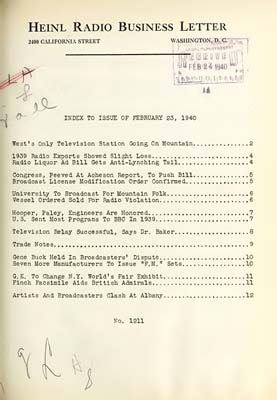 HEINL RADIO BUSINESS LETTER
2400 CALIFORNIA STREET WASHINGTON, D. C.
RECEIVED
FEB 24 1940
INDEX TO ISSUE OF FEBRUARY 23, 1940
West's Only Television Station Going On Mountain...............2
1939 Radio Exports Showed Slight Loss..........................4
Radio Liquor Ad Bill Gets Anti-Lynching Tail...................4
Congress, Peeved At Acheson Report, To Push Bill...............5
Broadcast License Modification Order Confirmed.................5
University To Broadcast For Mountain Folk......................6
Vessel Ordered Sold For Radio Violation........................6
Hooper, Paley, Engineers Are Honored...........................7
U.S. Sent Most Programs To BBC In 1939.........................7
Television Relay Successful, Says Dr. Baker....................8
Trade Notes....................................................9
Gene Buck Held In Broadcasters' Dispute.......................10
Seven More Manufacturers To Issue "F.M." Sets.................10
G.E. To Change N.Y. World's Fair Exhibit......................11
Finch Facsimile Aids British Admirals.........................11
Artists And Broadcasters Clash At Albany......................12
No. 1211